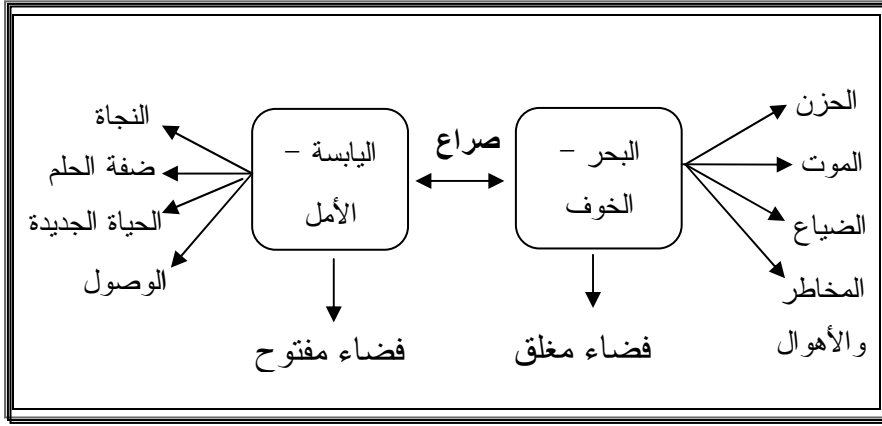 الحزن
الموت
الضياع
المخاطر
والأهوال
البحر –
الخوف
صراع
اليابسة –
الأمل
النجاة
ضفة الحلم
الحياة الجديدة
الوصول
فضاء مغلق
فضاء مفتوح